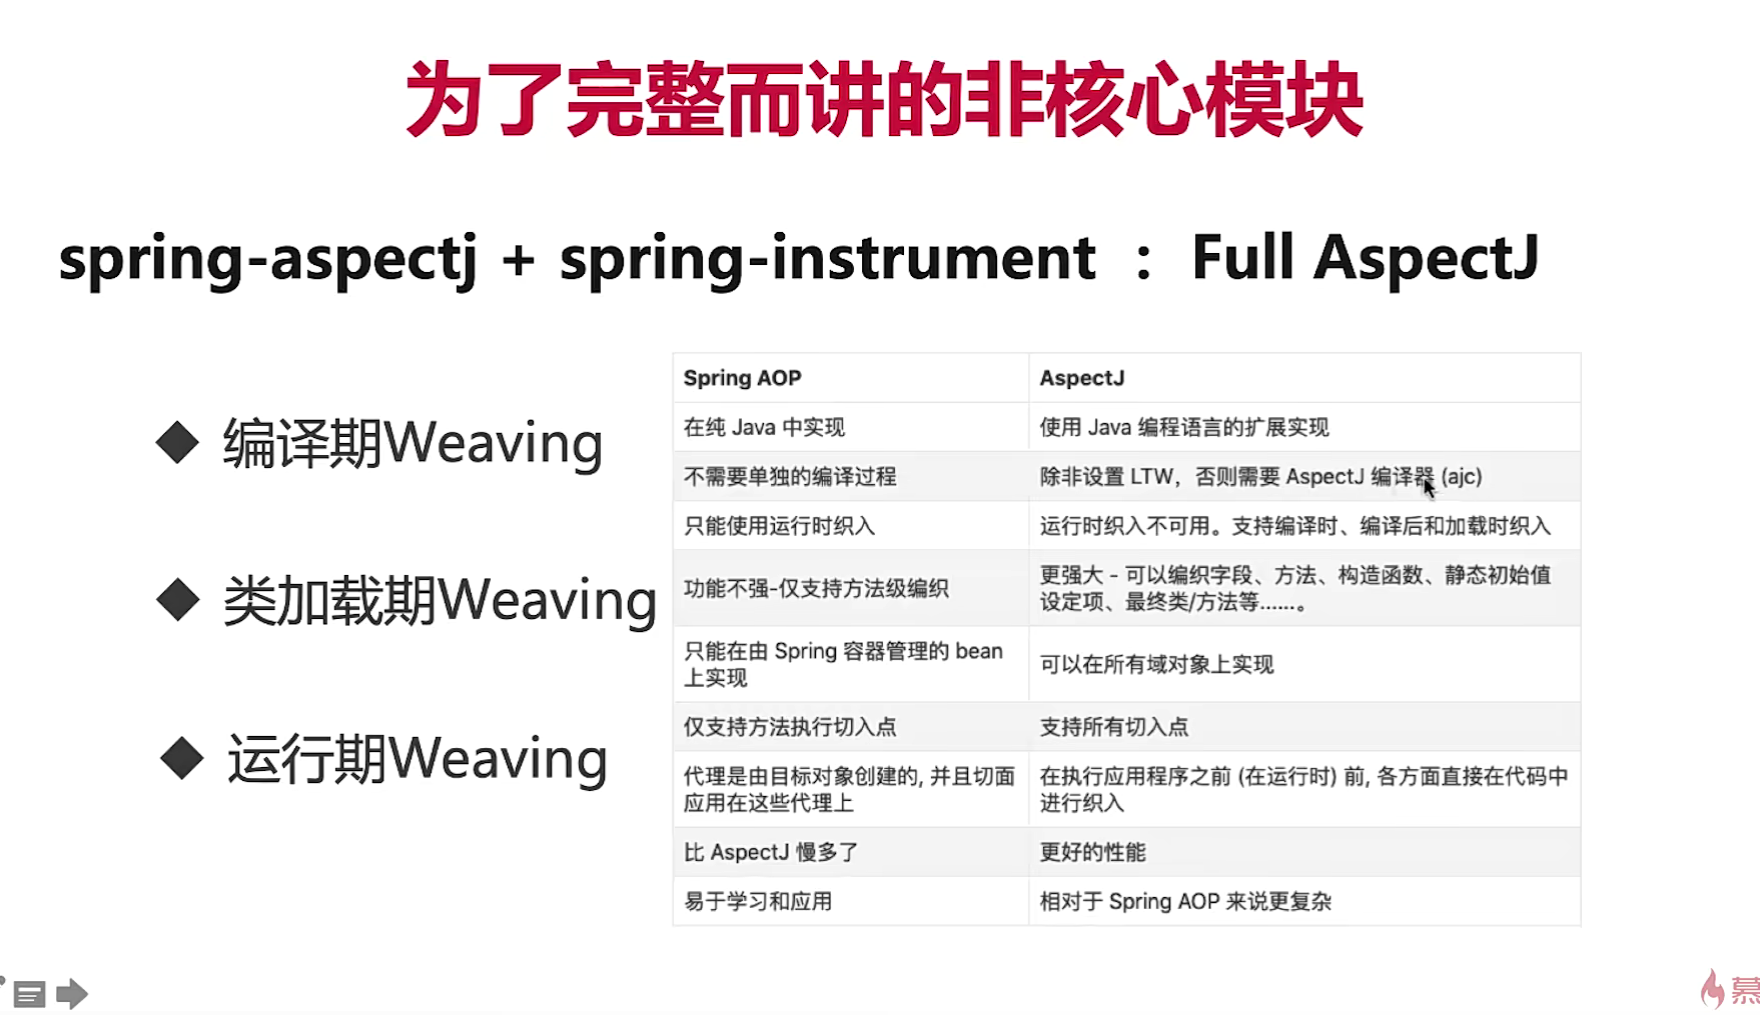 为了完整而讲的非核心模块
spring-aspectj + spring-instrument ： Full AspectJ
编译期Weaving
类加载期Weaving
运行期Weaving
Spring AOP
AspectJ
在纯 Java 中实现
使用 Java 编程语言的扩展实现
不需要单独的编译过程
除非设置 LTW，否则需要 AspectJ 编译器 (ajc)
只能使用运行时织入
运行时织入不可用。支持编译时、编译后和加载时织入
功能不强-仅支持方法级编织
更强大 - 可以编织字段、方法、构造函数、静态初始值
设定项、最终类/方法等......。
只能在由 Spring 容器管理的 bean
上实现
可以在所有域对象上实现
仅支持方法执行切入点
支持所有切入点
代理是由目标对象创建的, 并且切面
应用在这些代理上
在执行应用程序之前 (在运行时) 前, 各方面直接在代码中
进行织入
比 AspectJ 慢多了
更好的性能
易于学习和应用
相对于 Spring AOP 来说更复杂
慕